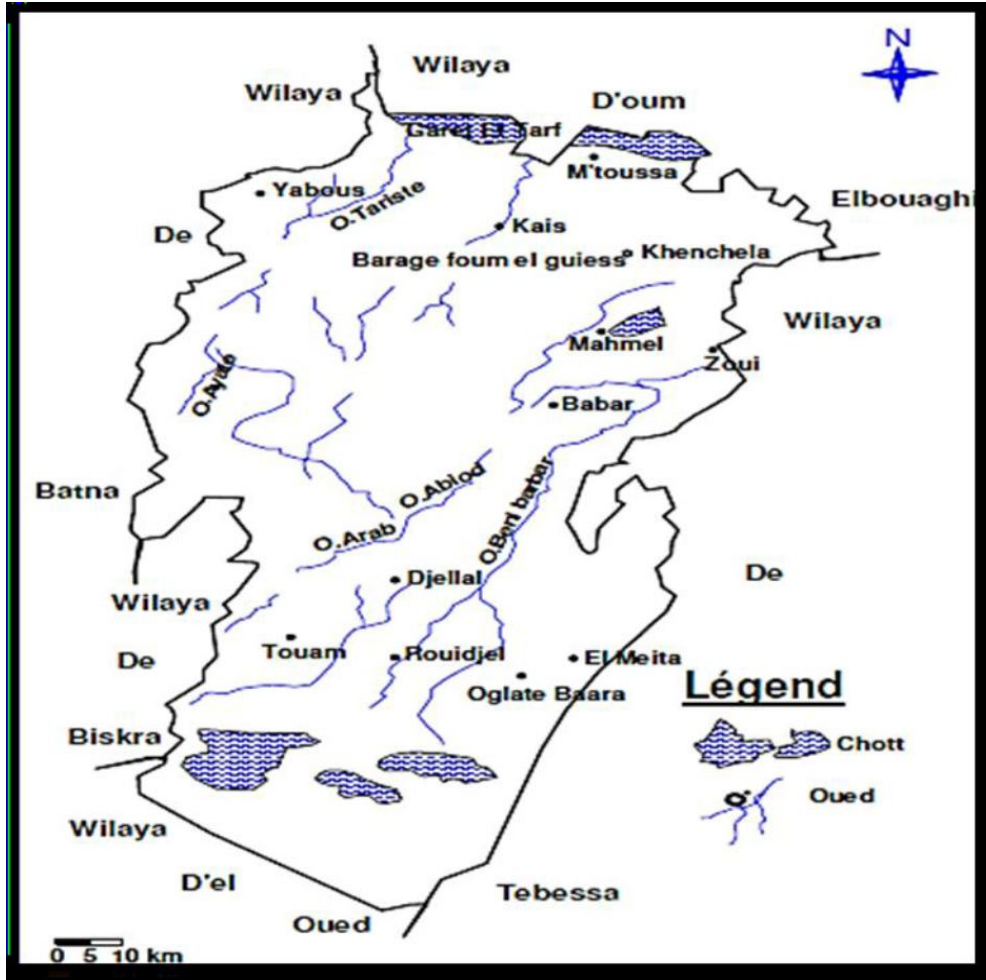 N
Wilaya
Wilaya
D'oum
Garet El Tarf
M'toussa
Yabous
O.Tariste
Elbouaghi
Kais
De
Khenchela
Barage foum el guiess
Wilaya
Mahmel
Zoui
Babar
Batna
O.Abiod
O.Beni barbar
O.Arab
Djellal
De
Wilaya
Touam
Rouidjel
El Meita
De
Oglate Baara
Légend
Biskra
Chott
O.
Oued
Wilaya
D'el
Tebessa
Oued
0 5 10 km